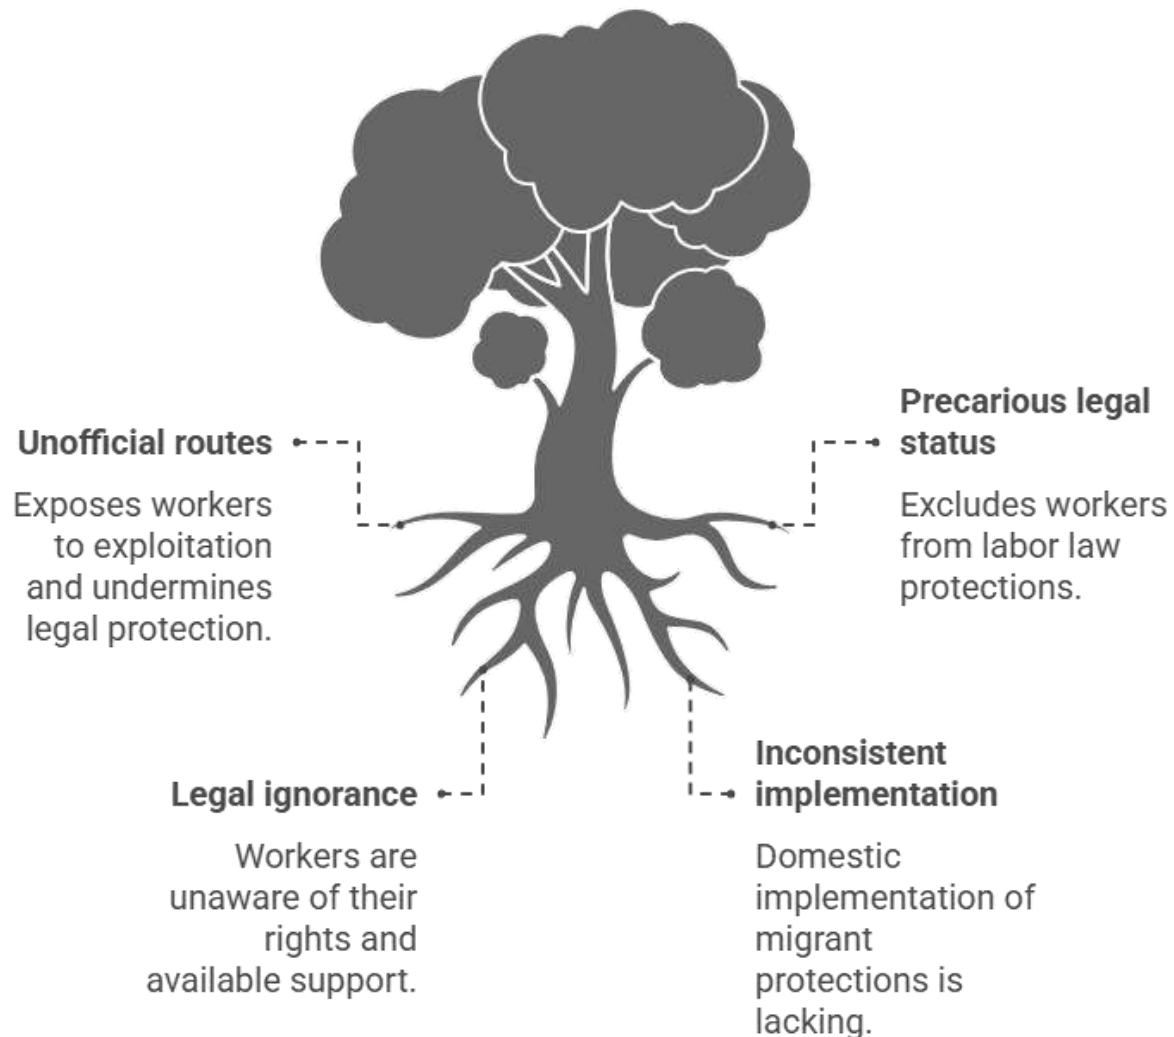 Unofficial routes
Exposes workers
to exploitation
and undermines
legal protection.
Precarious legal
status
Excludes workers
from labor law
protections.
Legal ignorance
Workers are
unaware of their
rights and
available support.
Inconsistent
implementation
Domestic
implementation of
migrant
protections is
lacking.